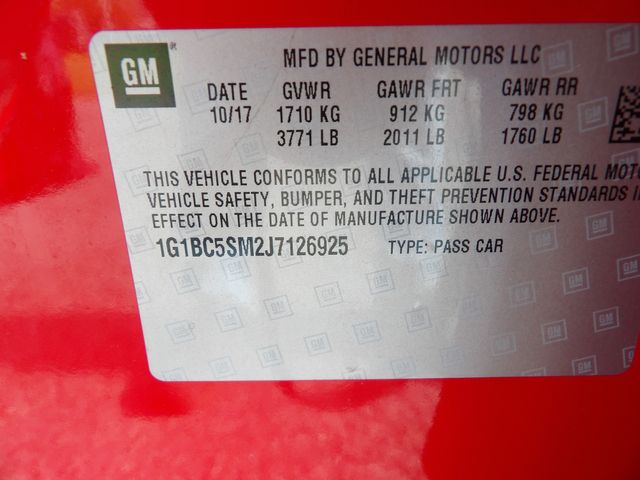 GM
MFD BY GENERAL MOTORS LLC
DATE GVWR GAWR FRT GAWR RR
10/17 1710 KG 912 KG 798 KG
3771 LB 2011 LB 1760 LB
THIS VEHICLE CONFORMS TO ALL APPLICABLE U.S. FEDERAL MOT
VEHICLE SAFETY, BUMPER, AND THEFT PREVENTION STANDARDS IN
EFFECT ON THE DATE OF MANUFACTURE SHOWN ABOVE.
1G1BC5SM2J7126925 TYPE: PASS CAR